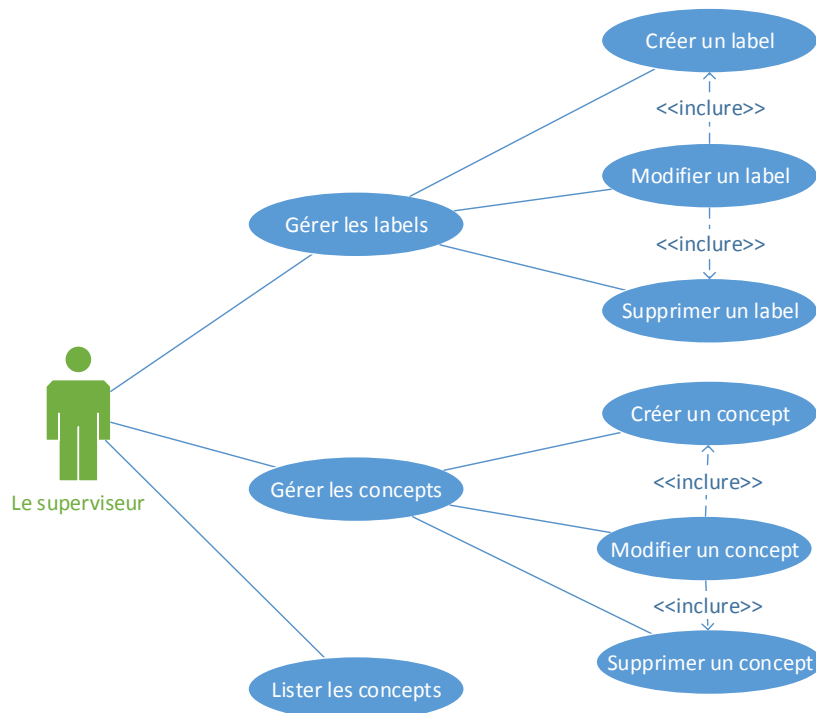 Créer un label
<<inclure>>
Modifier un label
Gérer les labels
<<inclure>>
Supprimer un label
Créer un concept
<<inclure>>
Gérer les concepts
Le superviseur
Modifier un concept
<<inclure>>
Supprimer un concept
Lister les concepts